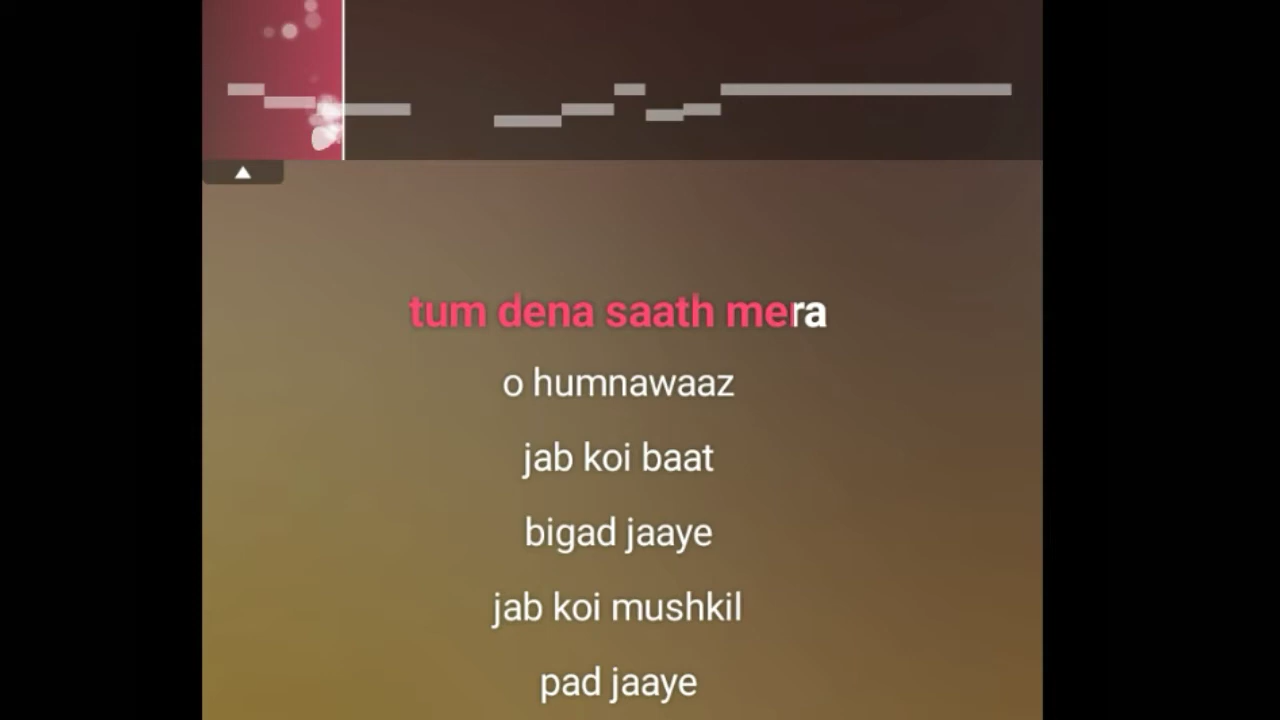 tum dena saath mera
o humnawaaz
jab koi baat
bigad jaaye
jab koi mushkil
pad jaaye